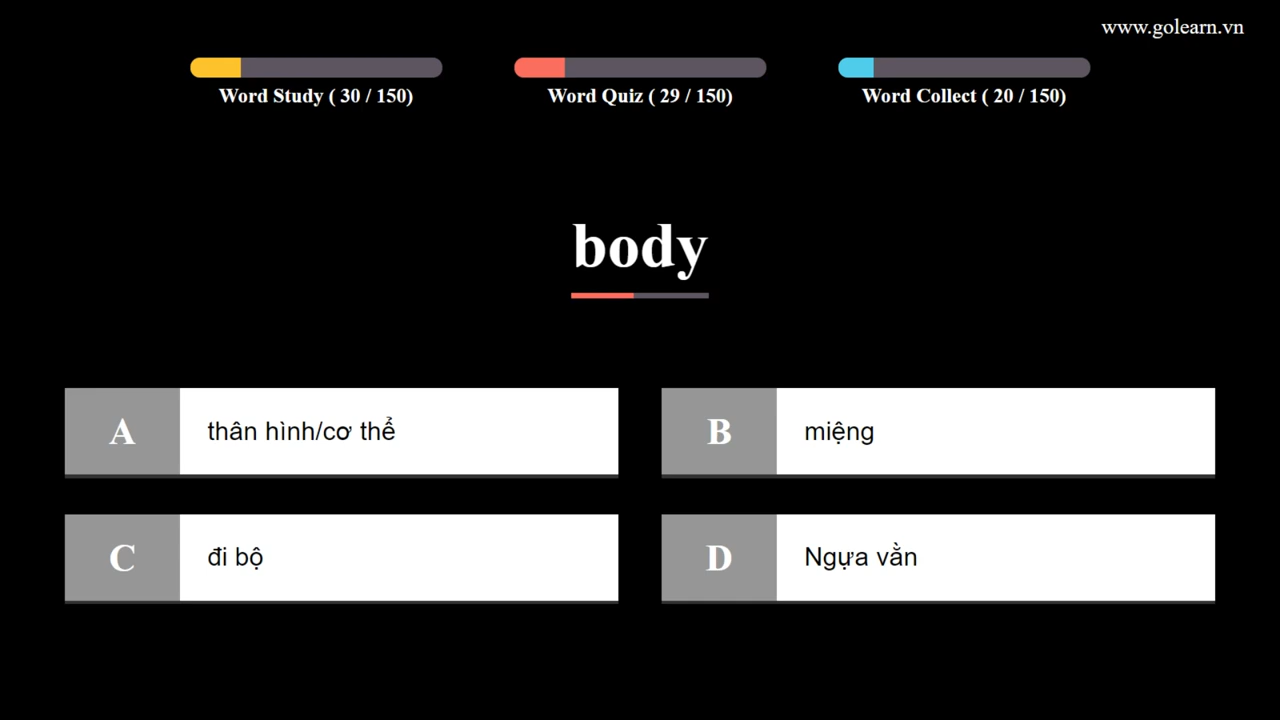 www.golearn.vn
Word Study ( 30 / 150)
Word Quiz ( 29 / 150)
Word Collect ( 20 / 150)
body
A
thân hình/cơ thể
B
miệng
C
đi bộ
D
Ngựa vằn